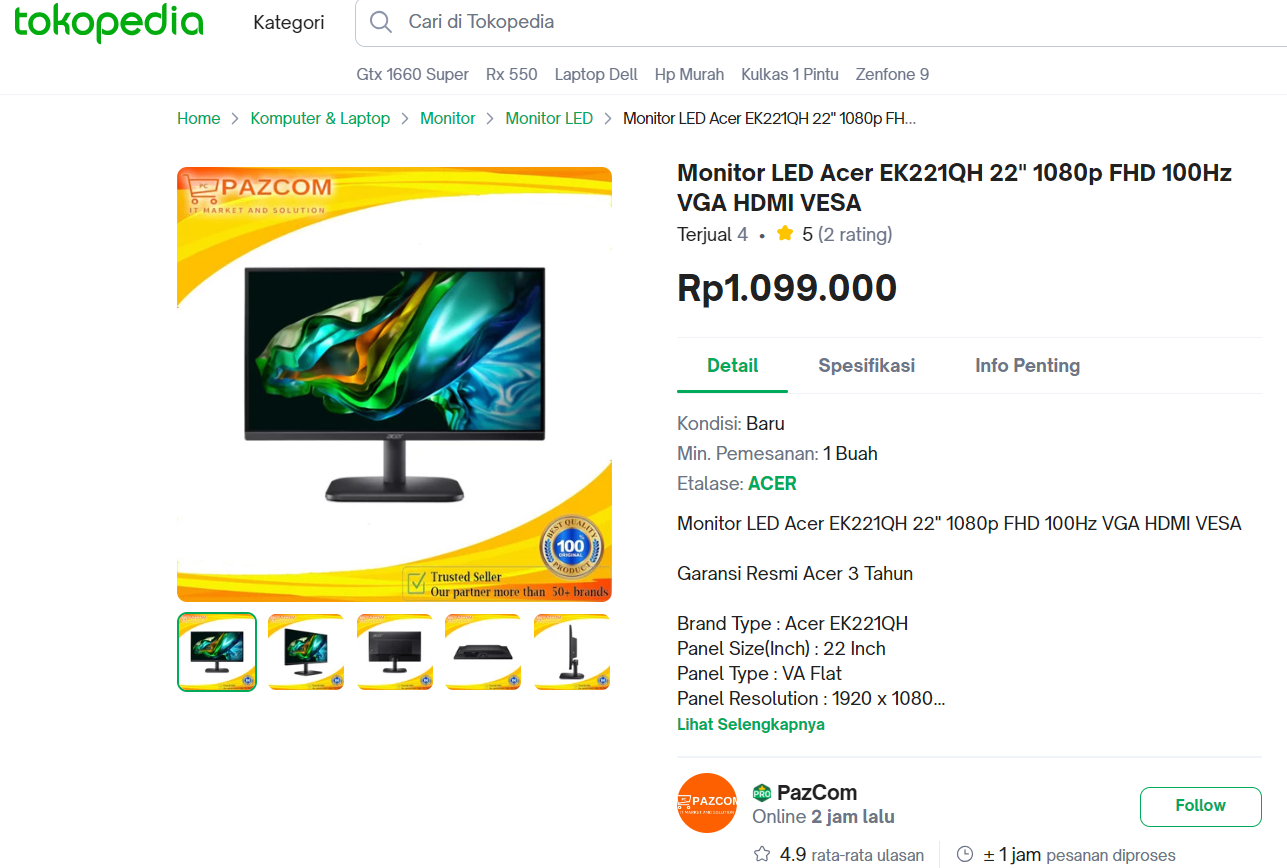 tokopedia
Kategori
Cari di Tokopedia
Gtx 1660 Super Rx 550 Laptop Dell Hp Murah Kulkas 1 Pintu Zenfone 9
Home > Komputer & Laptop > Monitor > Monitor LED > Monitor LED Acer EK221QH 22" 1080p FH...
PC PAZCOM
IT MARKET AND SOLUTION
acer
BEST QUALITY
100%
ORIGINAL
PRODUCT
Trusted Seller
Our partner more than 50+ brands
Monitor LED Acer EK221QH 22" 1080p FHD 100Hz
VGA HDMI VESA
Terjual 4 • 5 (2 rating)
Rp1.099.000
Detail Spesifikasi Info Penting
Kondisi: Baru
Min. Pemesanan: 1 Buah
Etalase: ACER
Monitor LED Acer EK221QH 22" 1080p FHD 100Hz VGA HDMI VESA
Garansi Resmi Acer 3 Tahun
Brand Type : Acer EK221QH
Panel Size(Inch) : 22 Inch
Panel Type : VA Flat
Panel Resolution : 1920 x 1080...
Lihat Selengkapnya
PAZCOM
IT MARKET AND SOLUTION
PRO PazCom
Online 2 jam lalu
Follow
4.9 rata-rata ulasan
± 1 jam pesanan diproses